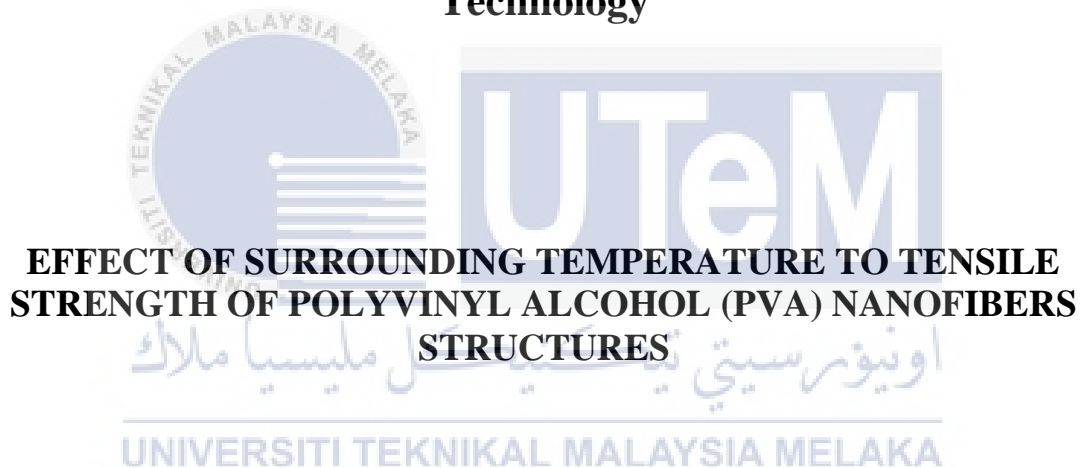 Technology
UNIVERSITI TEKNIKAL MALAYSIA MELAKA
UTeM
EFFECT OF SURROUNDING TEMPERATURE TO TENSILE
STRENGTH OF POLYVINYL ALCOHOL (PVA) NANOFIBERS
STRUCTURES
اونيۏرسيتي تيكنيكل مليسيا ملاك
UNIVERSITI TEKNIKAL MALAYSIA MELAKA